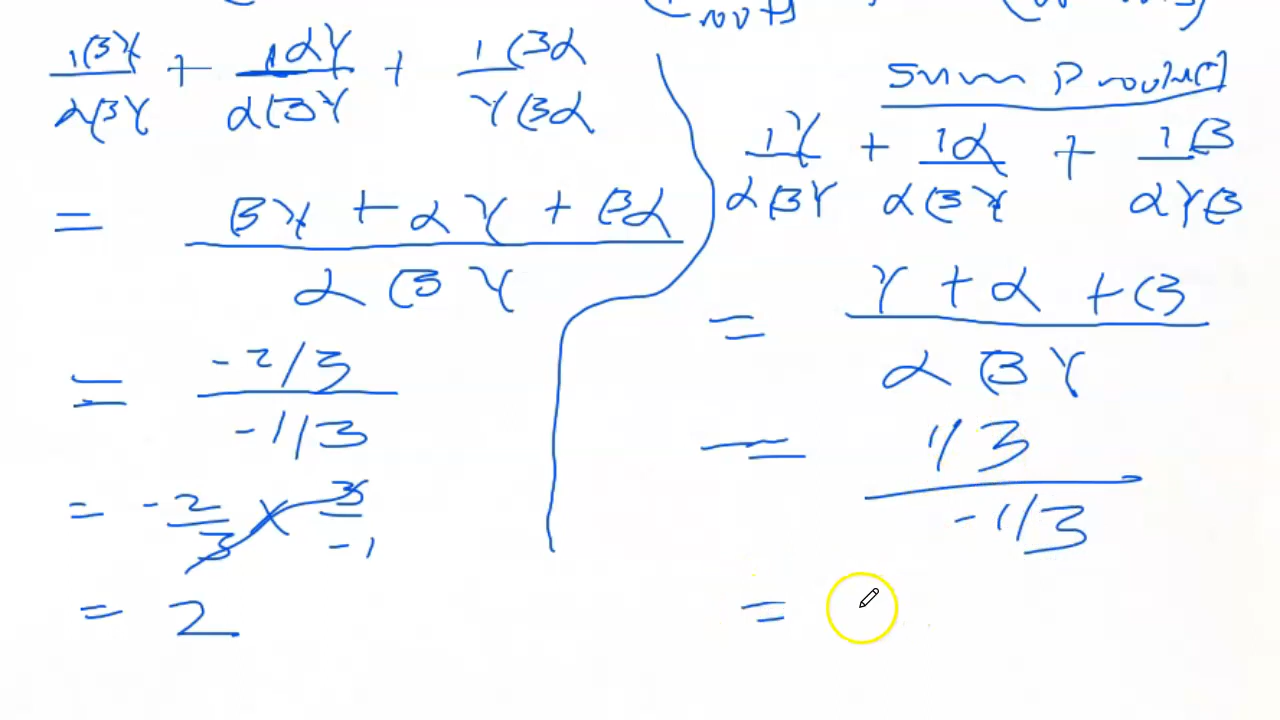 roots
1βγ/αβγ + 1αγ/αβγ + 1βα/γβα
= βγ + αγ + βα / αβγ
= -2/3 / -1/3
= -2/3 × 3/-1
= 2
Sum Product
1γ/αβγ + 1α/αβγ + 1β/αγβ
= γ + α + β / αβγ
= 1/3 / -1/3
=